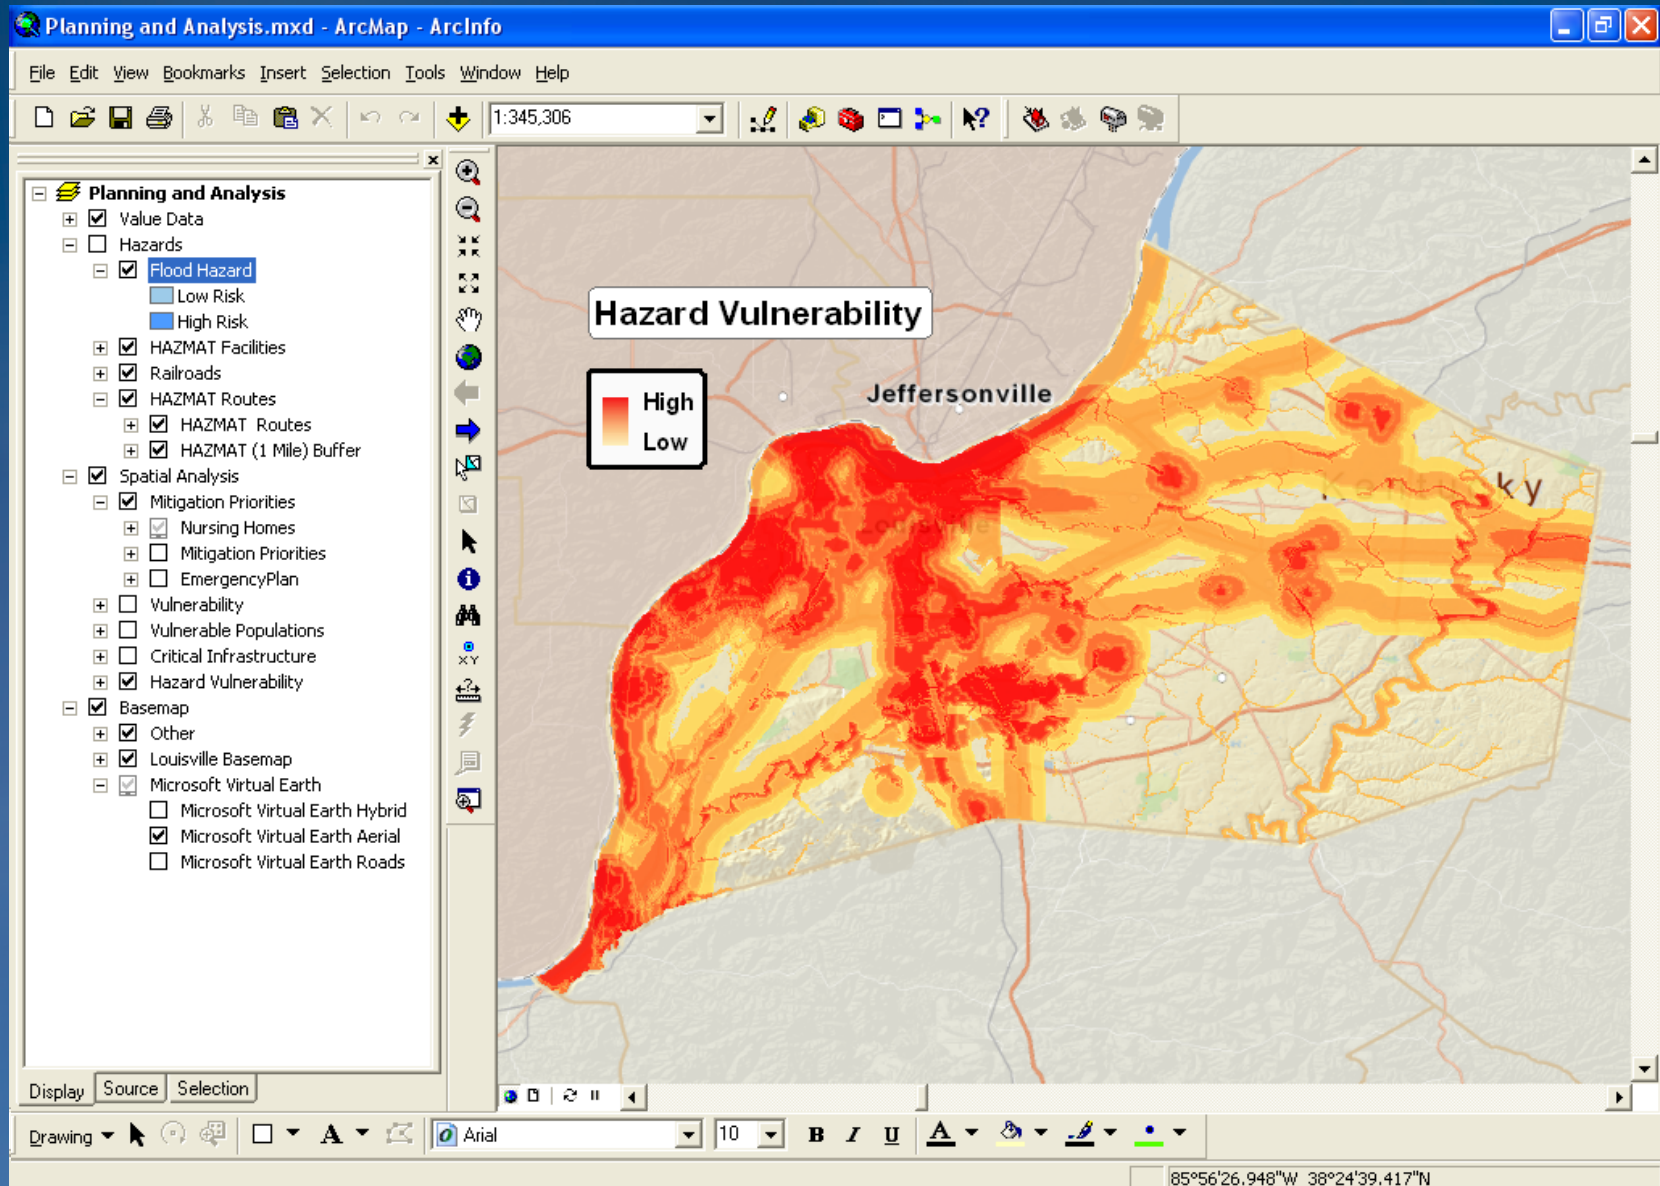 Planning and Analysis.mxd - ArcMap - ArcInfo
File Edit View Bookmarks Insert Selection Tools Window Help
1:345,306
Planning and Analysis
Value Data
Hazards
Flood Hazard
Low Risk
High Risk
HAZMAT Facilities
Railroads
HAZMAT Routes
HAZMAT Routes
HAZMAT (1 Mile) Buffer
Spatial Analysis
Mitigation Priorities
Nursing Homes
Mitigation Priorities
EmergencyPlan
Vulnerability
Vulnerable Populations
Critical Infrastructure
Hazard Vulnerability
Basemap
Other
Louisville Basemap
Microsoft Virtual Earth
Microsoft Virtual Earth Hybrid
Microsoft Virtual Earth Aerial
Microsoft Virtual Earth Roads
Display Source Selection
XY
Hazard Vulnerability
High
Low
Jeffersonville
Kentucky
Louisville
Drawing A Arial 10 B I U A
85°56'26.948"W 38°24'39.417"N